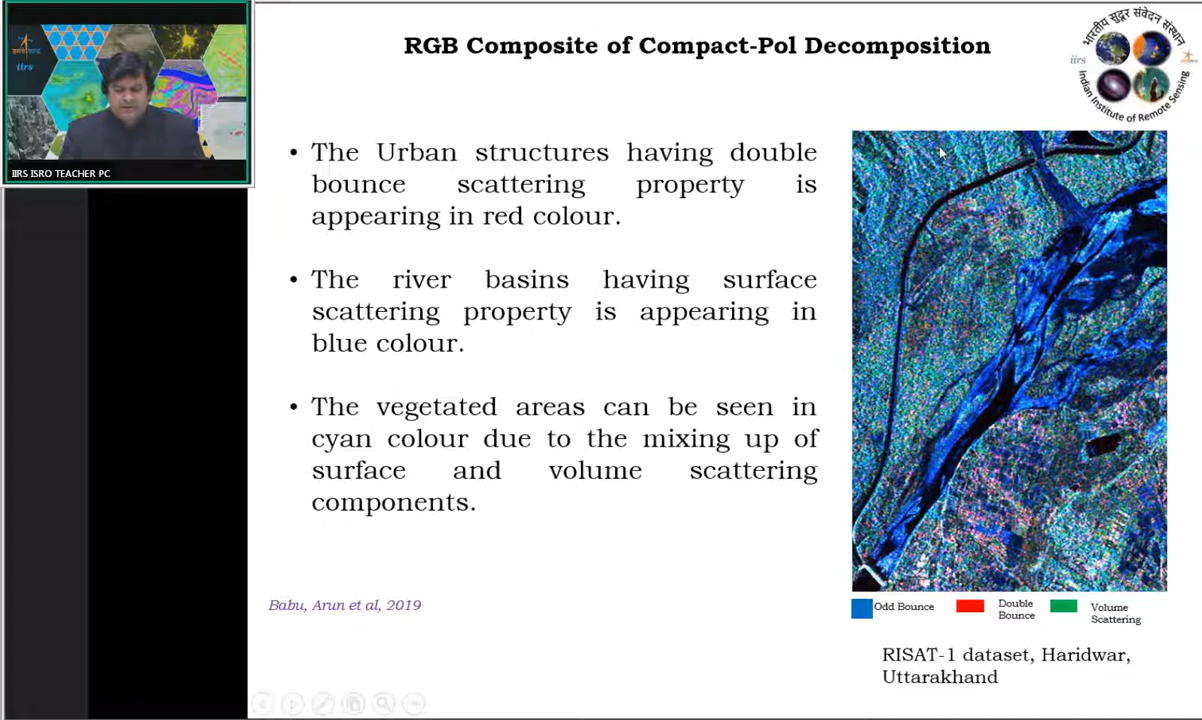 iirs
IIRS ISRO TEACHER PC
RGB Composite of Compact-Pol Decomposition
भारतीय सुदूर संवेदन संस्थान
iirs
Indian Institute of Remote Sensing
• The Urban structures having double
bounce scattering property is
appearing in red colour.
• The river basins having surface
scattering property is appearing in
blue colour.
• The vegetated areas can be seen in
cyan colour due to the mixing up of
surface and volume scattering
components.
Babu, Arun et al, 2019
Odd Bounce
Double
Bounce
Volume
Scattering
RISAT-1 dataset, Haridwar,
Uttarakhand